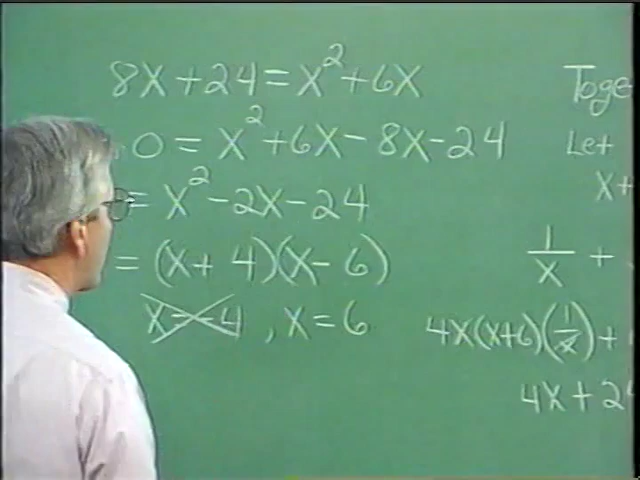 8X + 24 = X² + 6X
0 = X² + 6X - 8X - 24
= X² - 2X - 24
= (X + 4)(X - 6)
X = -4, X = 6
Let
X +
1/X +
4X(X+6)(1/X) +
4X + 2